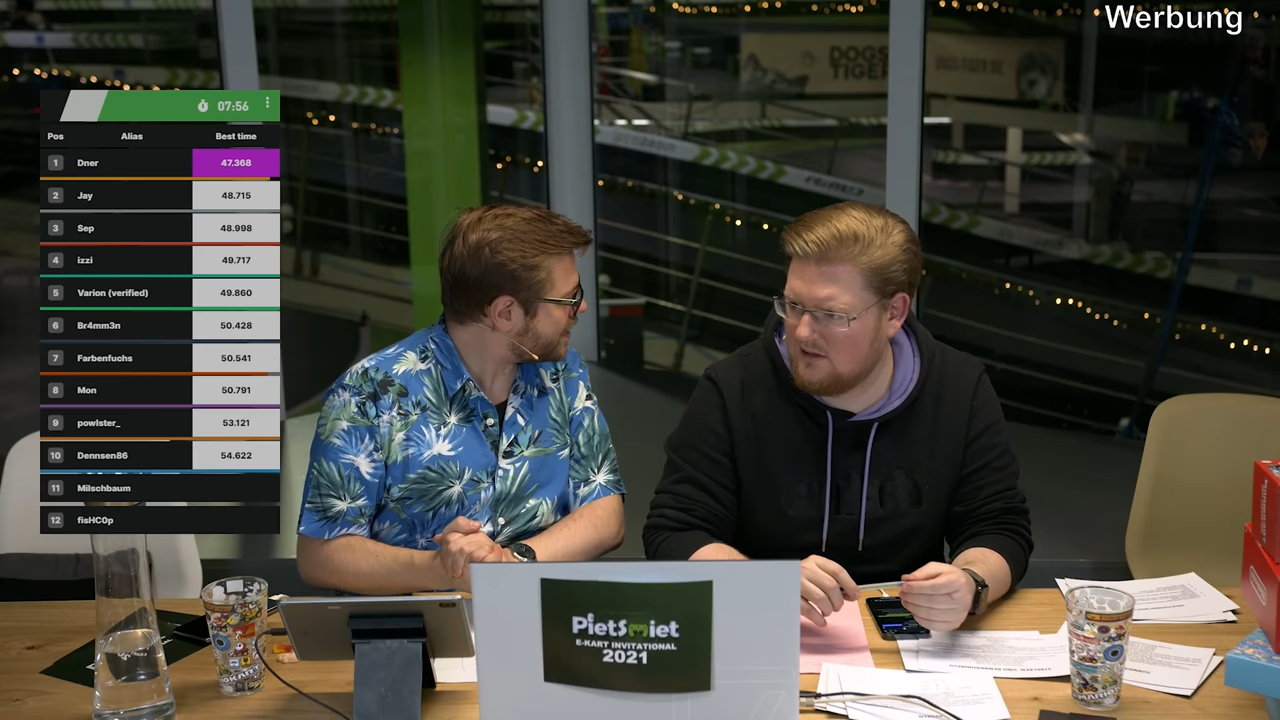 Werbung
DOGS
TIGER
07:56
Pos Alias Best time
1 Dner 47.368
2 Jay 48.715
3 Sep 48.998
4 izzi 49.717
5 Varion (verified) 49.860
6 Br4mm3n 50.428
7 Farbenfuchs 50.541
8 Mon 50.791
9 powlster_ 53.121
10 Dennsen86 54.622
11 Milschbaum
12 fisHC0p
PietSmiet
E-KART INVITATIONAL
2021